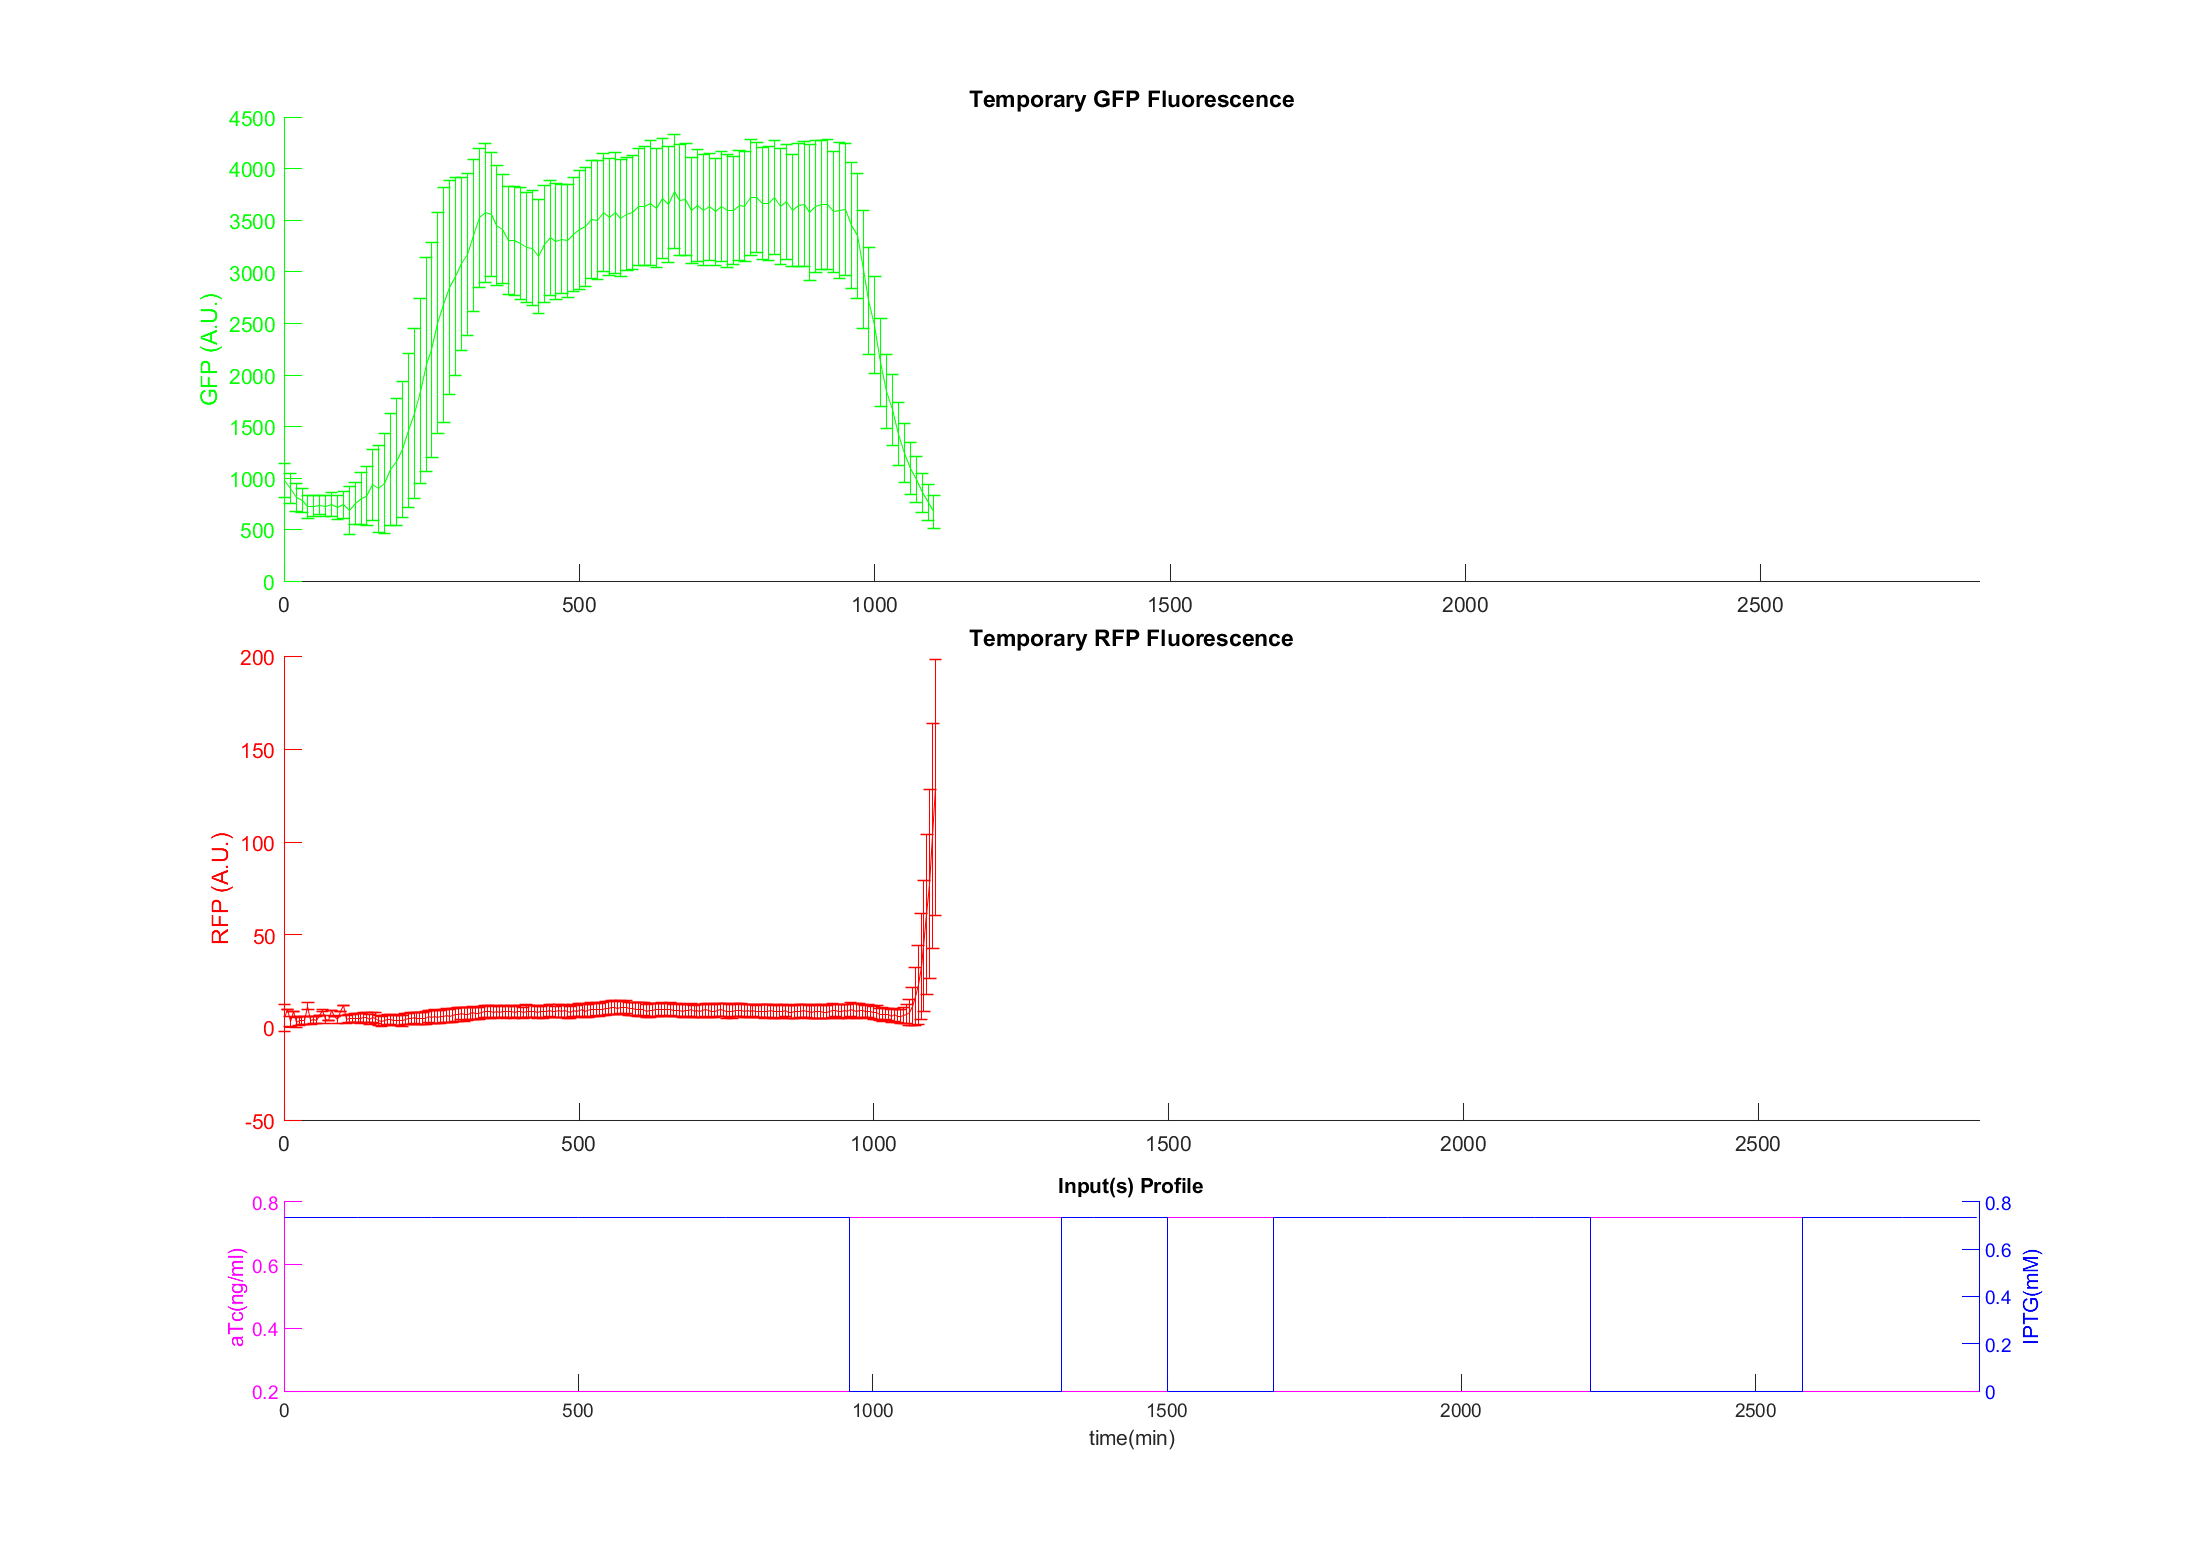 Temporary GFP Fluorescence
4500
4000
3500
3000
2500
2000
1500
1000
500
0
GFP (A.U.)
0 500 1000 1500 2000 2500
Temporary RFP Fluorescence
200
150
100
50
0
-50
RFP (A.U.)
0 500 1000 1500 2000 2500
Input(s) Profile
0.8
0.6
0.4
0.2
aTc(ng/ml)
0.8
0.6
0.4
0.2
0
IPTG(mM)
0 500 1000 1500 2000 2500
time(min)